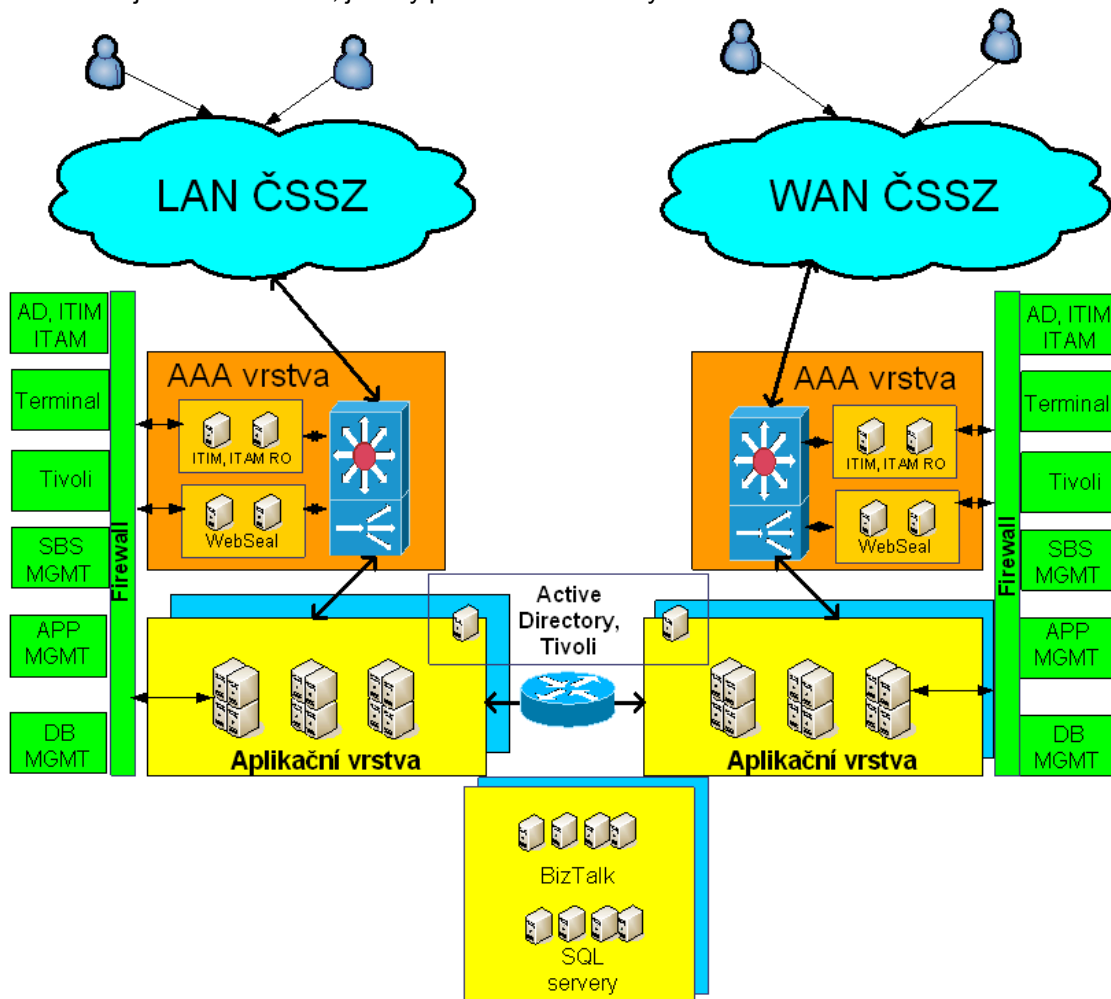 LAN ČSSZ
WAN ČSSZ
AD, ITIM
ITAM
Terminal
Tivoli
SBS
MGMT
APP
MGMT
DB
MGMT
Firewall
AAA vrstva
ITIM, ITAM RO
WebSeal
AAA vrstva
ITIM, ITAM RO
WebSeal
Firewall
AD, ITIM
ITAM
Terminal
Tivoli
SBS
MGMT
APP
MGMT
DB
MGMT
Active
Directory,
Tivoli
Aplikační vrstva
Aplikační vrstva
BizTalk
SQL
servery